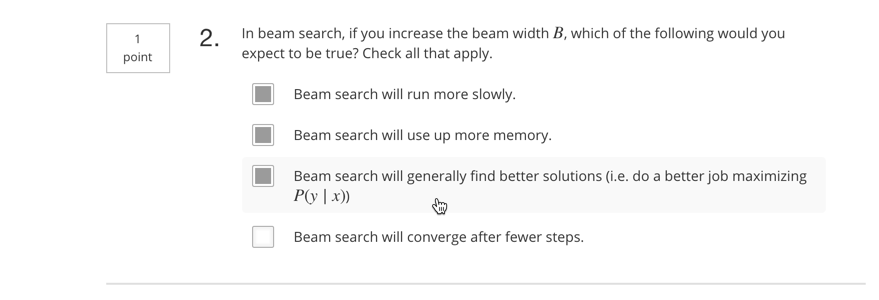 1
point
2.
In beam search, if you increase the beam width B, which of the following would you
expect to be true? Check all that apply.
Beam search will run more slowly.
Beam search will use up more memory.
Beam search will generally find better solutions (i.e. do a better job maximizing
P(y | x))
Beam search will converge after fewer steps.